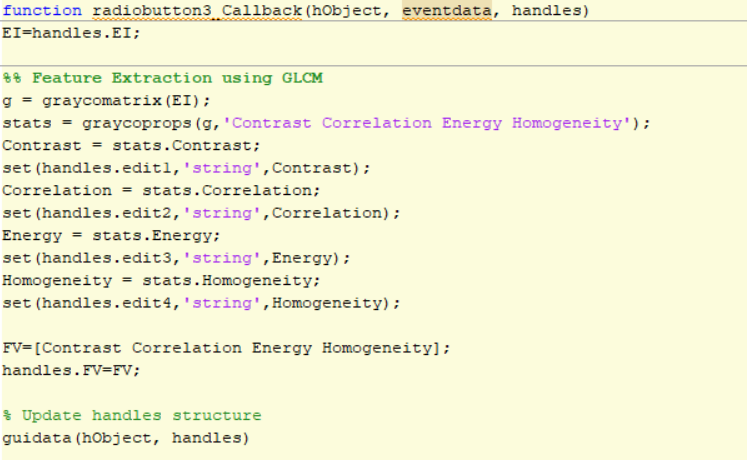 function radiobutton3_Callback(hObject, eventdata, handles)
EI=handles.EI;
%% Feature Extraction using GLCM
g = graycomatrix(EI);
stats = graycoprops(g,'Contrast Correlation Energy Homogeneity');
Contrast = stats.Contrast;
set(handles.edit1,'string',Contrast);
Correlation = stats.Correlation;
set(handles.edit2,'string',Correlation);
Energy = stats.Energy;
set(handles.edit3,'string',Energy);
Homogeneity = stats.Homogeneity;
set(handles.edit4,'string',Homogeneity);
FV=[Contrast Correlation Energy Homogeneity];
handles.FV=FV;
% Update handles structure
guidata(hObject, handles)